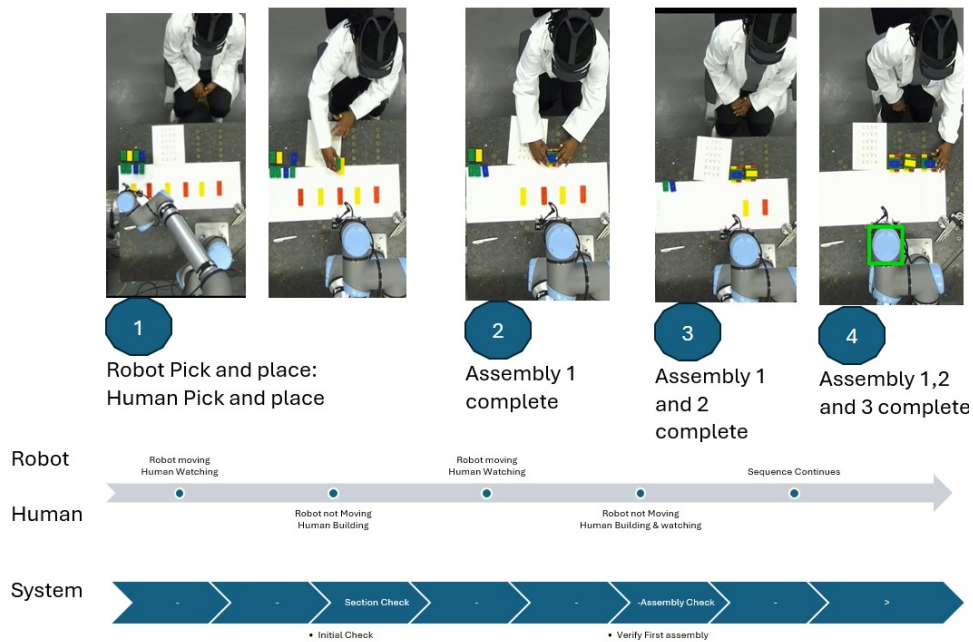 1
2
3
4
Robot Pick and place:
Human Pick and place
Assembly 1
complete
Assembly 1
and 2
complete
Assembly 1,2
and 3 complete
Robot
Human
Robot moving
Human Watching
Robot not Moving
Human Building
Robot moving
Human Watching
Robot not Moving
Human Building & watching
Sequence Continues
System
-
-
Section Check
-
-
-Assembly Check
-
>
• Initial Check
• Verify First assembly